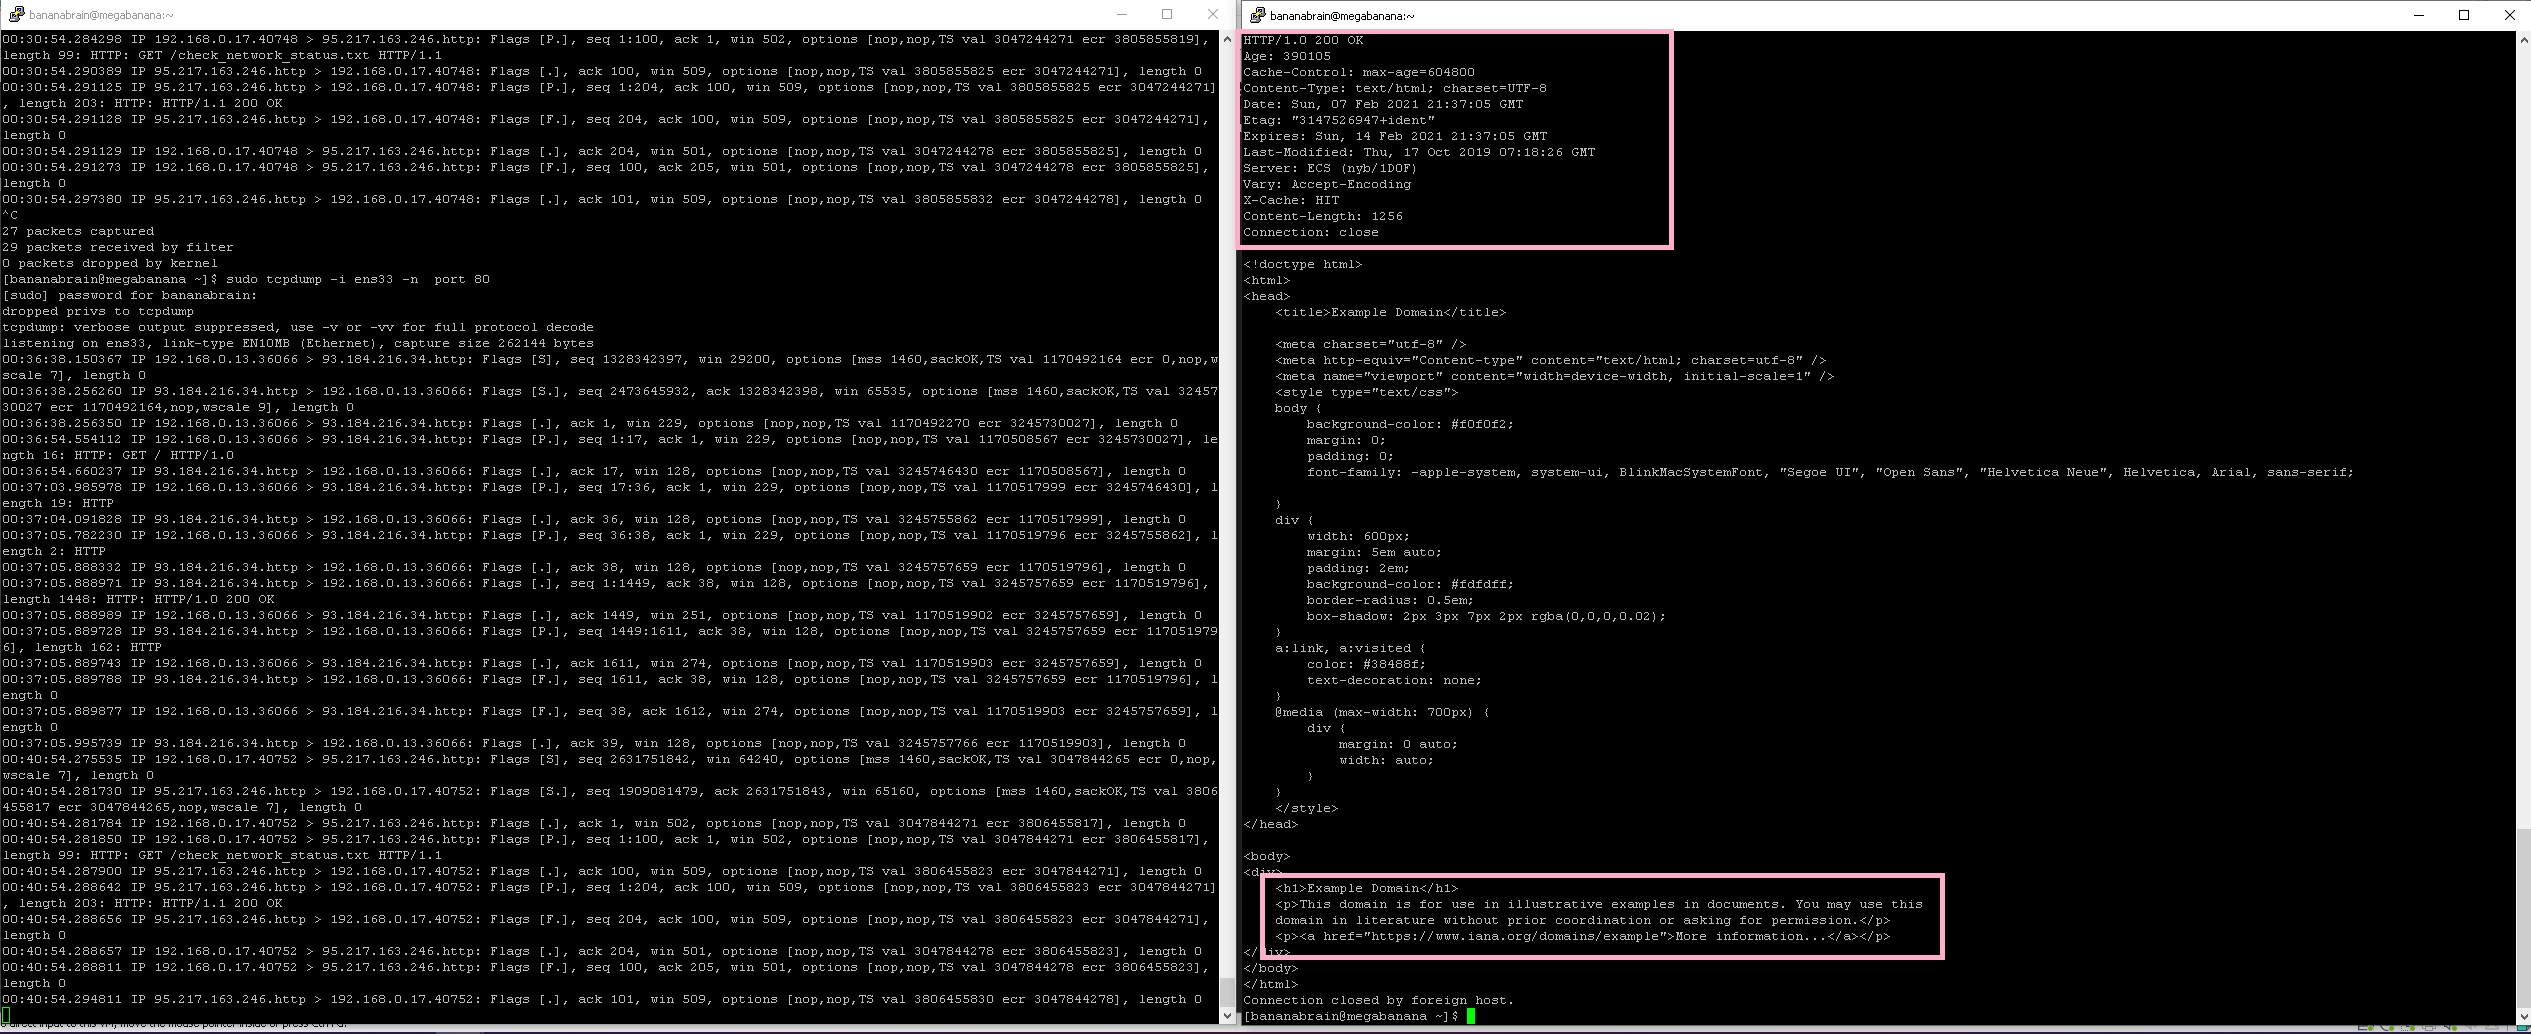 bananabrain@megabanana:~
00:30:54.284298 IP 192.168.0.17.40748 > 95.217.163.246.http: Flags [P.], seq 1:100, ack 1, win 502, options [nop,nop,TS val 3047244271 ecr 3805855819],
length 99: HTTP: GET /check_network_status.txt HTTP/1.1
00:30:54.290389 IP 95.217.163.246.http > 192.168.0.17.40748: Flags [.], ack 100, win 509, options [nop,nop,TS val 3805855825 ecr 3047244271], length 0
00:30:54.291125 IP 95.217.163.246.http > 192.168.0.17.40748: Flags [P.], seq 1:204, ack 100, win 509, options [nop,nop,TS val 3805855825 ecr 3047244271]
, length 203: HTTP: HTTP/1.1 200 OK
00:30:54.291128 IP 95.217.163.246.http > 192.168.0.17.40748: Flags [F.], seq 204, ack 100, win 509, options [nop,nop,TS val 3805855825 ecr 3047244271],
length 0
00:30:54.291129 IP 192.168.0.17.40748 > 95.217.163.246.http: Flags [.], ack 204, win 501, options [nop,nop,TS val 3047244278 ecr 3805855825], length 0
00:30:54.291273 IP 192.168.0.17.40748 > 95.217.163.246.http: Flags [F.], seq 100, ack 205, win 501, options [nop,nop,TS val 3047244278 ecr 3805855825],
length 0
00:30:54.297380 IP 95.217.163.246.http > 192.168.0.17.40748: Flags [.], ack 101, win 509, options [nop,nop,TS val 3805855832 ecr 3047244278], length 0
^C
27 packets captured
29 packets received by filter
0 packets dropped by kernel
[bananabrain@megabanana ~]$ sudo tcpdump -i ens33 -n  port 80
[sudo] password for bananabrain:
dropped privs to tcpdump
tcpdump: verbose output suppressed, use -v or -vv for full protocol decode
listening on ens33, link-type EN10MB (Ethernet), capture size 262144 bytes
00:36:38.150367 IP 192.168.0.13.36066 > 93.184.216.34.http: Flags [S], seq 1328342397, win 29200, options [mss 1460,sackOK,TS val 1170492164 ecr 0,nop,w
scale 7], length 0
00:36:38.256260 IP 93.184.216.34.http > 192.168.0.13.36066: Flags [S.], seq 2473645932, ack 1328342398, win 65535, options [mss 1460,sackOK,TS val 32457
30027 ecr 1170492164,nop,wscale 9], length 0
00:36:38.256350 IP 192.168.0.13.36066 > 93.184.216.34.http: Flags [.], ack 1, win 229, options [nop,nop,TS val 1170492270 ecr 3245730027], length 0
00:36:54.554112 IP 192.168.0.13.36066 > 93.184.216.34.http: Flags [P.], seq 1:17, ack 1, win 229, options [nop,nop,TS val 1170508567 ecr 3245730027], le
ngth 16: HTTP: GET / HTTP/1.0
00:36:54.660237 IP 93.184.216.34.http > 192.168.0.13.36066: Flags [.], ack 17, win 128, options [nop,nop,TS val 3245746430 ecr 1170508567], length 0
00:37:03.985978 IP 192.168.0.13.36066 > 93.184.216.34.http: Flags [P.], seq 17:36, ack 1, win 229, options [nop,nop,TS val 1170517999 ecr 3245746430], l
ength 19: HTTP
00:37:04.091828 IP 93.184.216.34.http > 192.168.0.13.36066: Flags [.], ack 36, win 128, options [nop,nop,TS val 3245755862 ecr 1170517999], length 0
00:37:05.782230 IP 192.168.0.13.36066 > 93.184.216.34.http: Flags [P.], seq 36:38, ack 1, win 229, options [nop,nop,TS val 1170519796 ecr 3245755862], l
ength 2: HTTP
00:37:05.888332 IP 93.184.216.34.http > 192.168.0.13.36066: Flags [.], ack 38, win 128, options [nop,nop,TS val 3245757659 ecr 1170519796], length 0
00:37:05.888971 IP 93.184.216.34.http > 192.168.0.13.36066: Flags [.], seq 1:1449, ack 38, win 128, options [nop,nop,TS val 3245757659 ecr 1170519796],
length 1448: HTTP: HTTP/1.0 200 OK
00:37:05.888989 IP 192.168.0.13.36066 > 93.184.216.34.http: Flags [.], ack 1449, win 251, options [nop,nop,TS val 1170519902 ecr 3245757659], length 0
00:37:05.889728 IP 93.184.216.34.http > 192.168.0.13.36066: Flags [P.], seq 1449:1611, ack 38, win 128, options [nop,nop,TS val 3245757659 ecr 117051979
6], length 162: HTTP
00:37:05.889743 IP 192.168.0.13.36066 > 93.184.216.34.http: Flags [.], ack 1611, win 274, options [nop,nop,TS val 1170519903 ecr 3245757659], length 0
00:37:05.889788 IP 93.184.216.34.http > 192.168.0.13.36066: Flags [F.], seq 1611, ack 38, win 128, options [nop,nop,TS val 3245757659 ecr 1170519796], l
ength 0
00:37:05.889877 IP 192.168.0.13.36066 > 93.184.216.34.http: Flags [F.], seq 38, ack 1612, win 274, options [nop,nop,TS val 1170519903 ecr 3245757659], l
ength 0
00:37:05.995739 IP 93.184.216.34.http > 192.168.0.13.36066: Flags [.], ack 39, win 128, options [nop,nop,TS val 3245757766 ecr 1170519903], length 0
00:40:54.275535 IP 192.168.0.17.40752 > 95.217.163.246.http: Flags [S], seq 2631751842, win 64240, options [mss 1460,sackOK,TS val 3047844265 ecr 0,nop,
wscale 7], length 0
00:40:54.281730 IP 95.217.163.246.http > 192.168.0.17.40752: Flags [S.], seq 1909081479, ack 2631751843, win 65160, options [mss 1460,sackOK,TS val 3806
455817 ecr 3047844265,nop,wscale 7], length 0
00:40:54.281784 IP 192.168.0.17.40752 > 95.217.163.246.http: Flags [.], ack 1, win 502, options [nop,nop,TS val 3047844271 ecr 3806455817], length 0
00:40:54.281850 IP 192.168.0.17.40752 > 95.217.163.246.http: Flags [P.], seq 1:100, ack 1, win 502, options [nop,nop,TS val 3047844271 ecr 3806455817],
length 99: HTTP: GET /check_network_status.txt HTTP/1.1
00:40:54.287900 IP 95.217.163.246.http > 192.168.0.17.40752: Flags [.], ack 100, win 509, options [nop,nop,TS val 3806455823 ecr 3047844271], length 0
00:40:54.288642 IP 95.217.163.246.http > 192.168.0.17.40752: Flags [P.], seq 1:204, ack 100, win 509, options [nop,nop,TS val 3806455823 ecr 3047844271]
, length 203: HTTP: HTTP/1.1 200 OK
00:40:54.288656 IP 95.217.163.246.http > 192.168.0.17.40752: Flags [F.], seq 204, ack 100, win 509, options [nop,nop,TS val 3806455823 ecr 3047844271],
length 0
00:40:54.288657 IP 192.168.0.17.40752 > 95.217.163.246.http: Flags [.], ack 204, win 501, options [nop,nop,TS val 3047844278 ecr 3806455823], length 0
00:40:54.288811 IP 192.168.0.17.40752 > 95.217.163.246.http: Flags [F.], seq 100, ack 205, win 501, options [nop,nop,TS val 3047844278 ecr 3806455823],
length 0
00:40:54.294811 IP 95.217.163.246.http > 192.168.0.17.40752: Flags [.], ack 101, win 509, options [nop,nop,TS val 3806455830 ecr 3047844278], length 0
bananabrain@megabanana:~
HTTP/1.0 200 OK
Age: 390105
Cache-Control: max-age=604800
Content-Type: text/html; charset=UTF-8
Date: Sun, 07 Feb 2021 21:37:05 GMT
Etag: "3147526947+ident"
Expires: Sun, 14 Feb 2021 21:37:05 GMT
Last-Modified: Thu, 17 Oct 2019 07:18:26 GMT
Server: ECS (nyb/1D0F)
Vary: Accept-Encoding
X-Cache: HIT
Content-Length: 1256
Connection: close
<!doctype html>
<html>
<head>
<title>Example Domain</title>
<meta charset="utf-8" />
<meta http-equiv="Content-type" content="text/html; charset=utf-8" />
<meta name="viewport" content="width=device-width, initial-scale=1" />
<style type="text/css">
body {
background-color: #f0f0f2;
margin: 0;
padding: 0;
font-family: -apple-system, system-ui, BlinkMacSystemFont, "Segoe UI", "Open Sans", "Helvetica Neue", Helvetica, Arial, sans-serif;
}
div {
width: 600px;
margin: 5em auto;
padding: 2em;
background-color: #fdfdff;
border-radius: 0.5em;
box-shadow: 2px 3px 7px 2px rgba(0,0,0,0.02);
}
a:link, a:visited {
color: #38488f;
text-decoration: none;
}
@media (max-width: 700px) {
div {
margin: 0 auto;
width: auto;
}
}
</style>
</head>
<body>
<div>
<h1>Example Domain</h1>
<p>This domain is for use in illustrative examples in documents. You may use this
domain in literature without prior coordination or asking for permission.</p>
<p><a href="https://www.iana.org/domains/example">More information...</a></p>
</div>
</body>
</html>
Connection closed by foreign host.
[bananabrain@megabanana ~]$